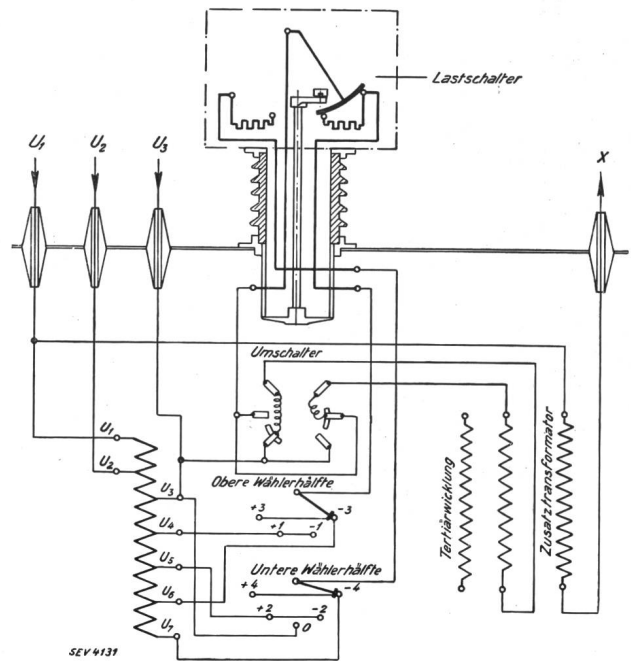 Lastschalter
U1
U2
U3
X
Umschalter
U1
U2
U3
U4
U5
U6
U7
Obere Wählerhälfte
+3
-3
+1
-1
Untere Wählerhälfte
+4
-4
+2
-2
0
Tertiärwicklung
Zusatztransformator
SEV 4131